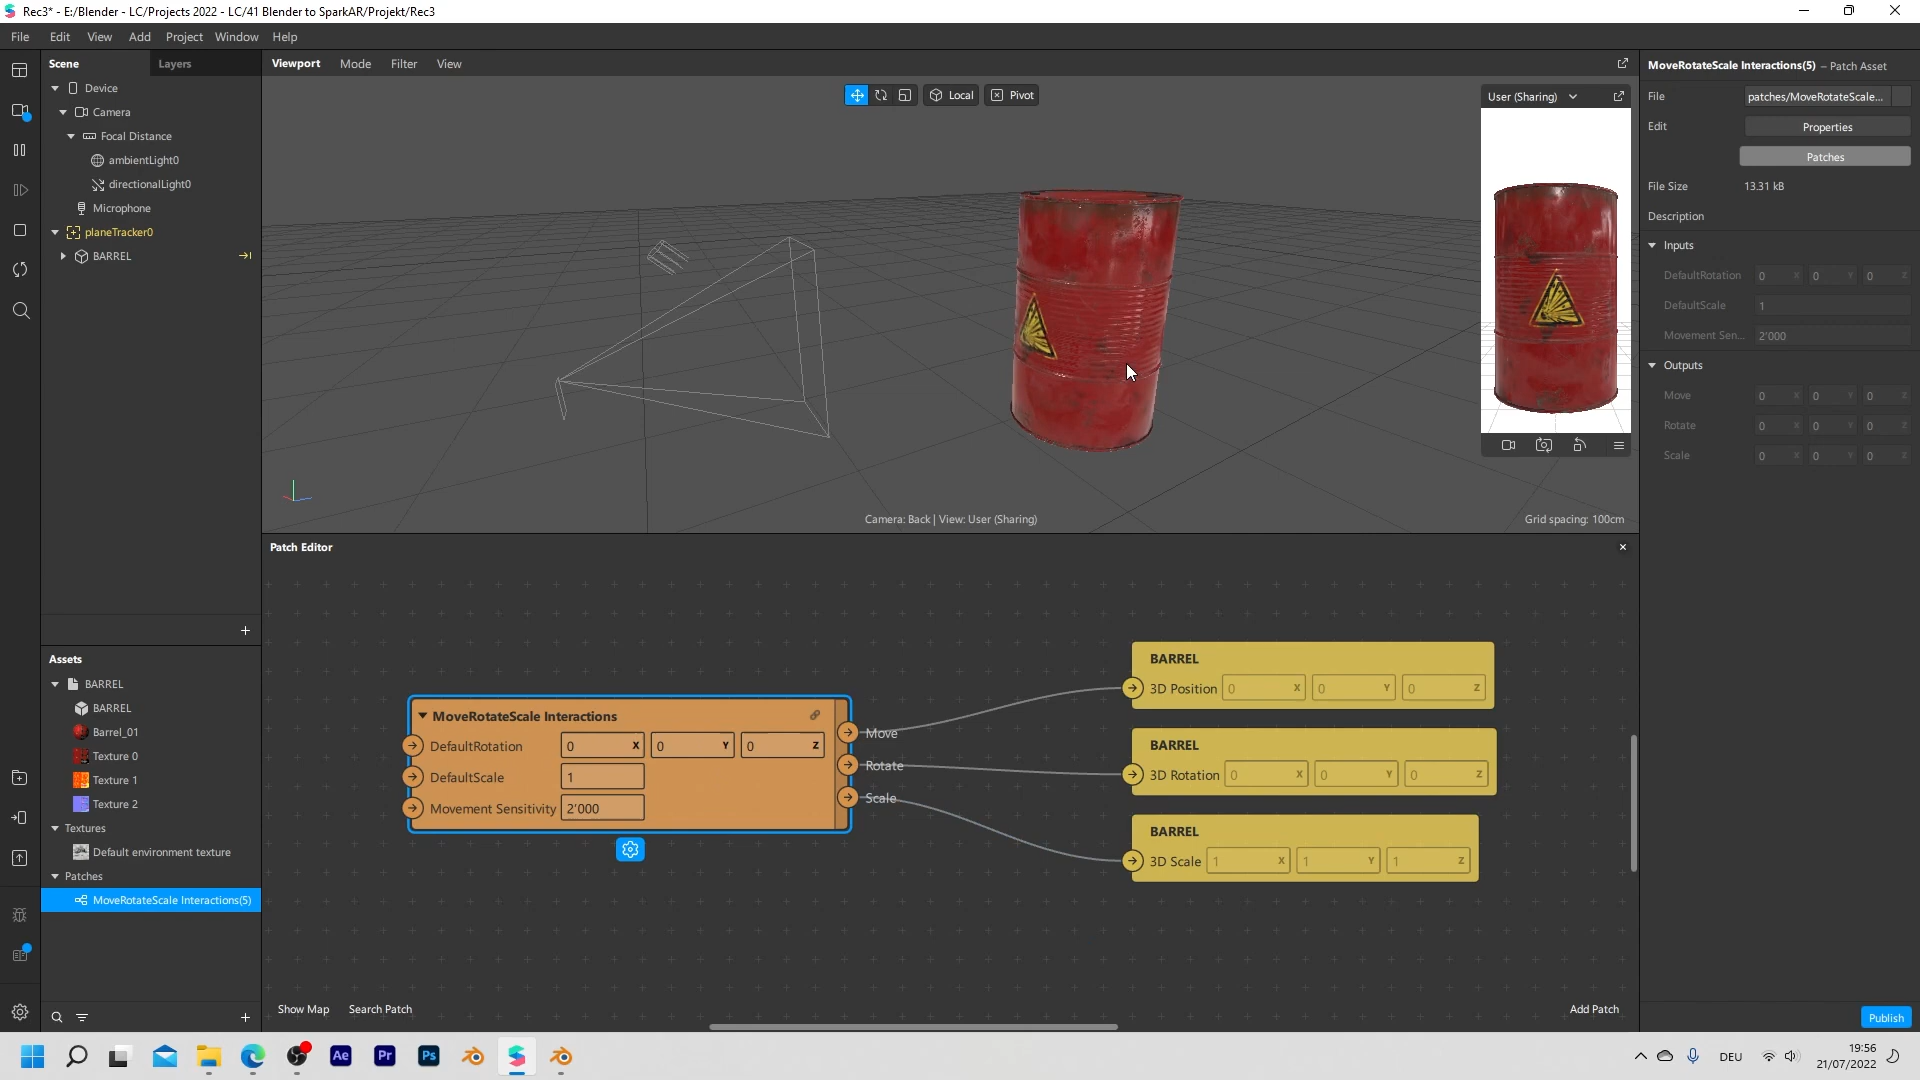 Rec3* - E:/Blender - LC/Projects 2022 - LC/41 Blender to SparkAR/Projekt/Rec3
File Edit View Add Project Window Help
Scene Layers
Device
Camera
Focal Distance
ambientLight0
directionalLight0
Microphone
planeTracker0
BARREL
Assets
BARREL
BARREL
Barrel_01
Texture 0
Texture 1
Texture 2
Textures
Default environment texture
Patches
MoveRotateScale Interactions(5)
Viewport Mode Filter View
Local Pivot
User (Sharing)
Camera: Back | View: User (Sharing)
Grid spacing: 100cm
Patch Editor
MoveRotateScale Interactions
DefaultRotation 0 X 0 Y 0 Z
DefaultScale 1
Movement Sensitivity 2'000
Move
Rotate
Scale
BARREL
3D Position 0 X 0 Y 0 Z
BARREL
3D Rotation 0 X 0 Y 0 Z
BARREL
3D Scale 1 X 1 Y 1 Z
Show Map Search Patch
Add Patch
MoveRotateScale Interactions(5) – Patch Asset
File patches/MoveRotateScale...
Edit Properties
Patches
File Size 13.31 kB
Description
Inputs
DefaultRotation 0 X 0 Y 0 Z
DefaultScale 1
Movement Sen... 2'000
Outputs
Move 0 X 0 Y 0 Z
Rotate 0 X 0 Y 0 Z
Scale 0 X 0 Y 0 Z
Publish
Ae Pr Ps
DEU
19:56
21/07/2022